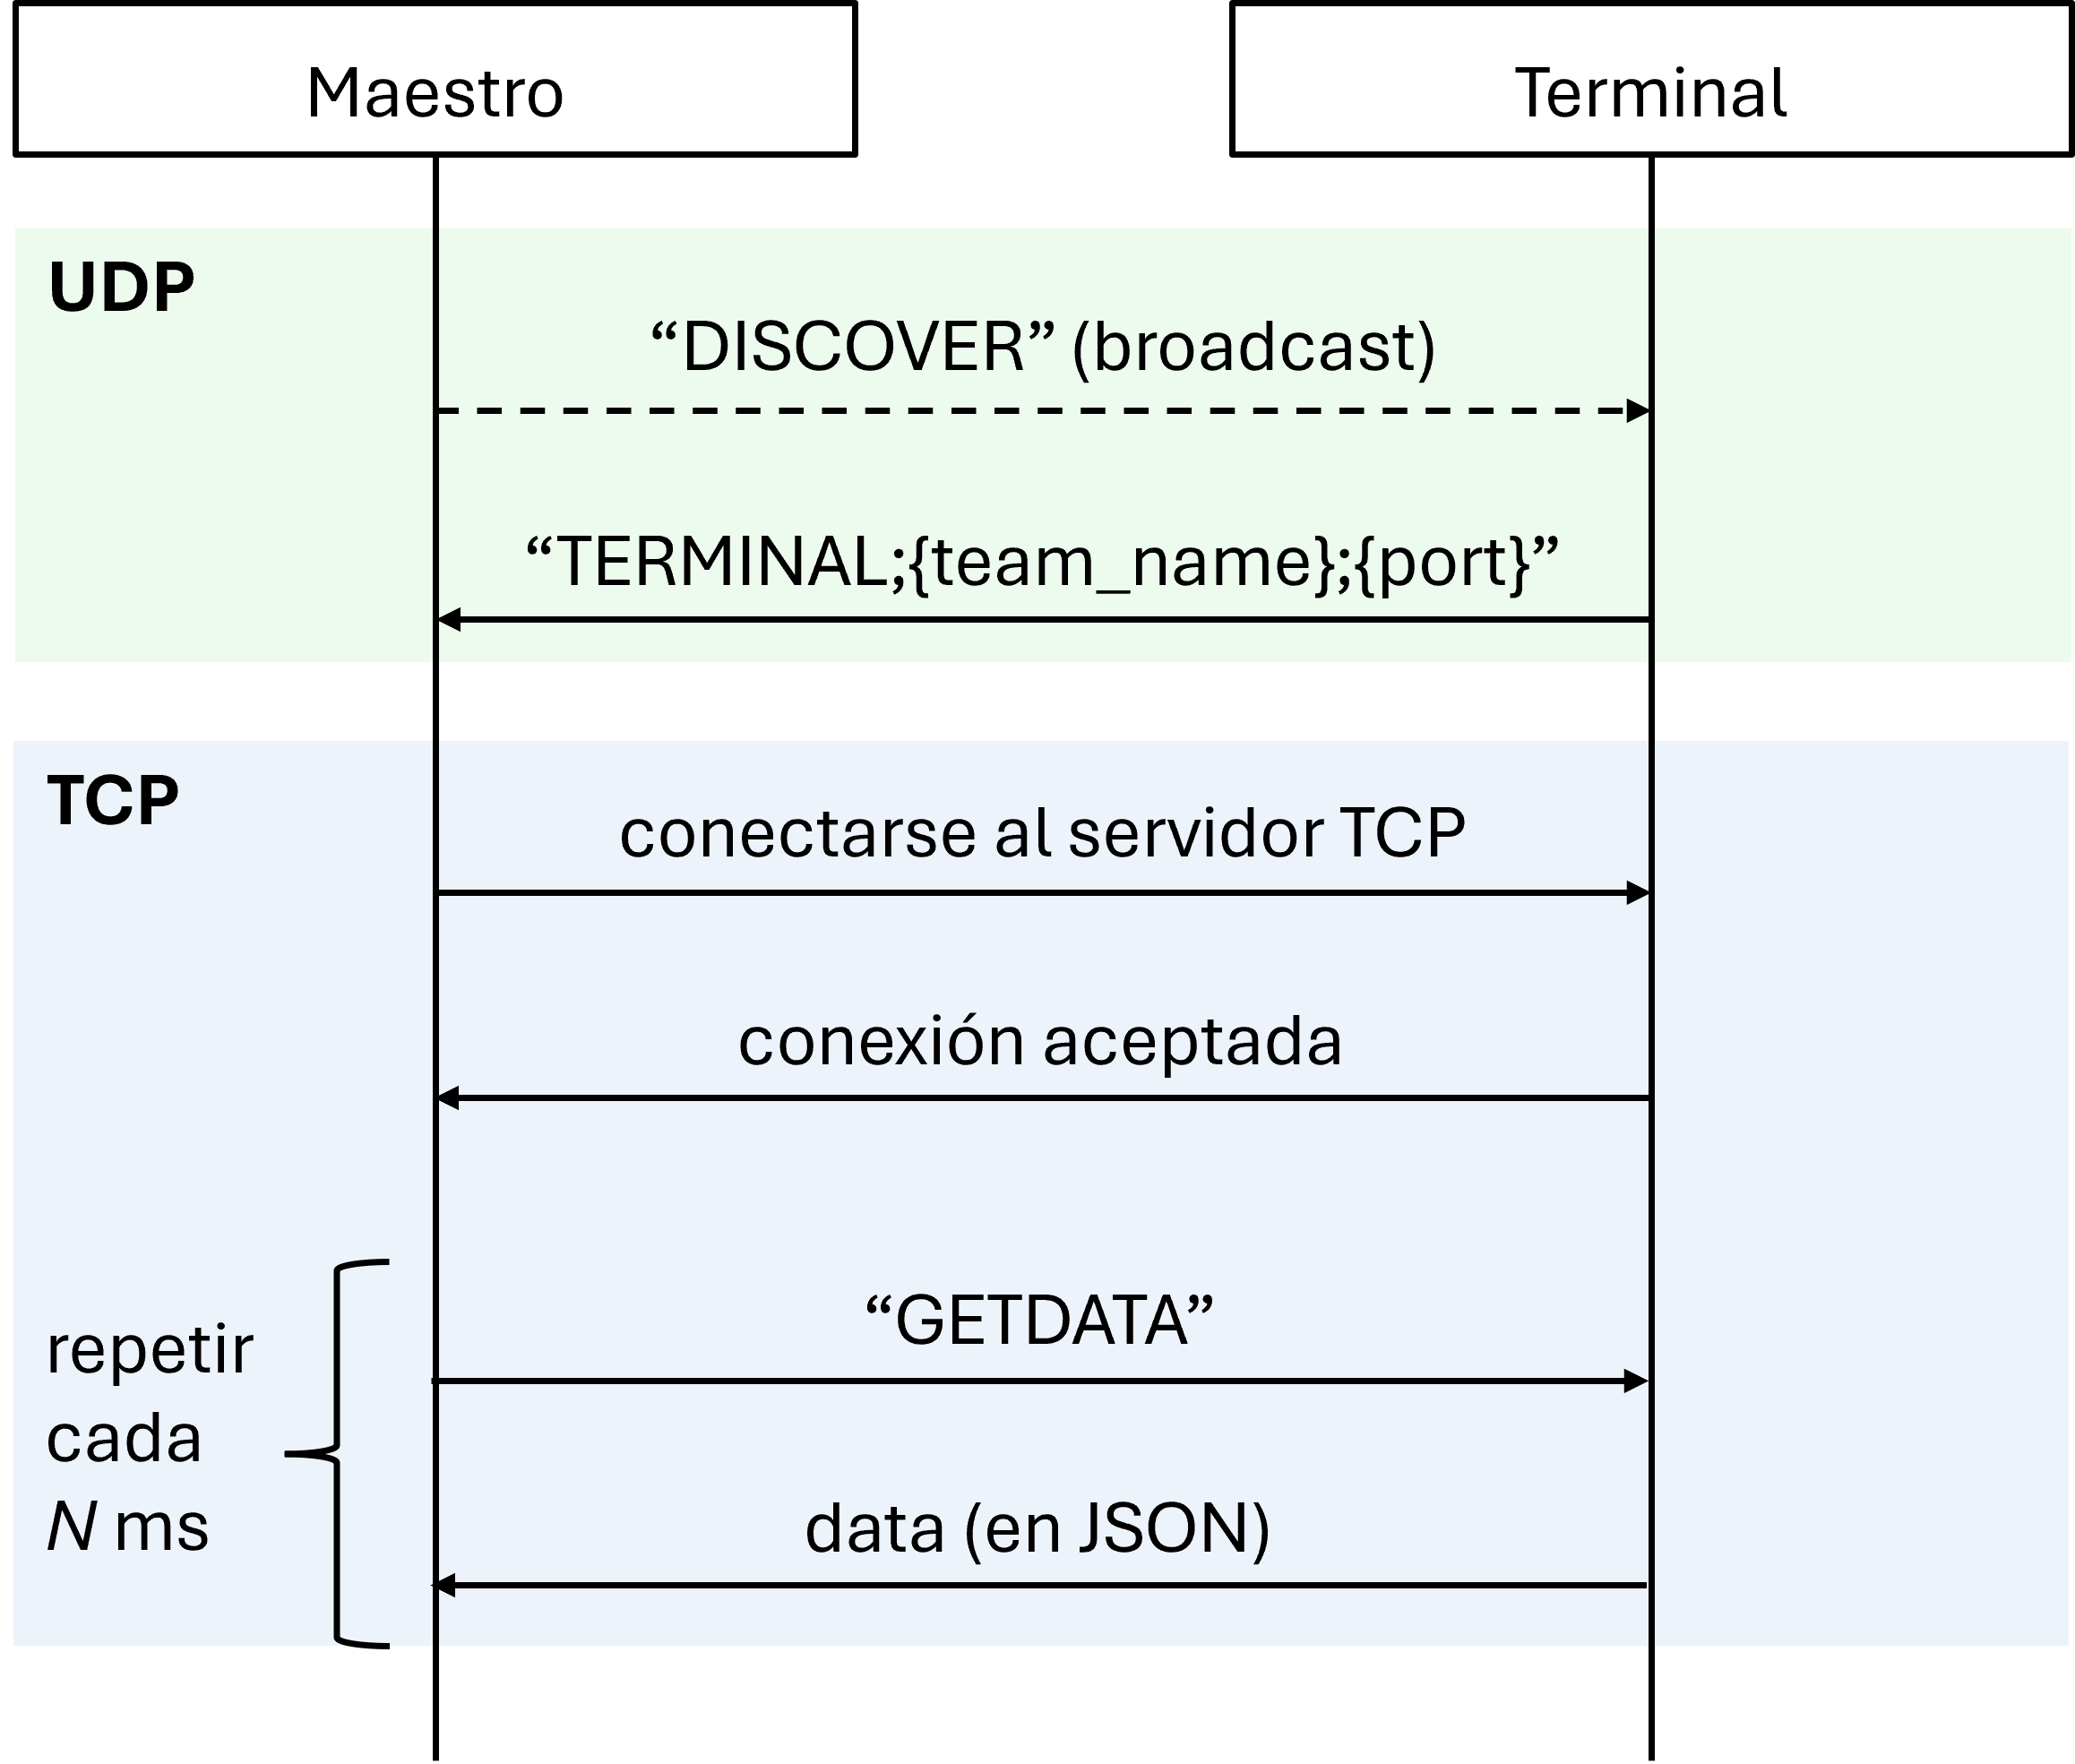 Maestro
Terminal
UDP
“DISCOVER” (broadcast)
“TERMINAL;{team_name};{port}”
TCP
conectarse al servidor TCP
conexión aceptada
“GETDATA”
repetir
cada
N ms
data (en JSON)